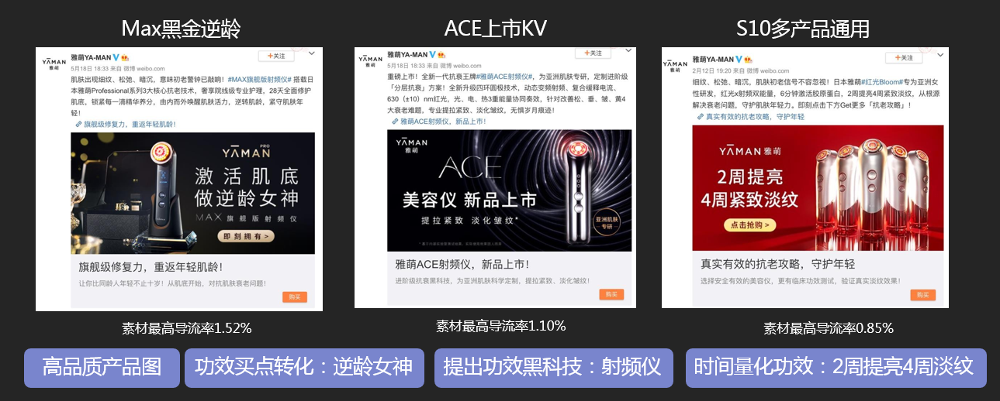 Max黑金逆龄
ACE上市KV
S10多产品通用
YAMAN
雅萌
雅萌YA-MAN
+关注
5月18日 18:33 来自 微博 weibo.com
肌肤出现细纹、松弛、暗沉，意味初老警钟已敲响！#MAX旗舰版射频仪# 搭载日
本雅萌Professional系列3大核心抗老技术，奢享院线级专业护理，28天全面修护
肌底，锁紧每一滴精华养分，由内而外唤醒肌肤活力，逆转肌龄，紧守肌肤年
轻！
旗舰级修复力，重返年轻肌龄！
YAMAN
PRO
激活肌底
做逆龄女神
MAX 旗舰版射频仪
即刻拥有 >
旗舰级修复力，重返年轻肌龄！
让你比同龄人年轻不止十岁！从肌底开始，对抗肌肤衰老问题！
购买
YAMAN
雅萌
雅萌YA-MAN
+关注
5月18日 18:33 来自 微博 weibo.com
重磅上市！全新一代抗衰王牌#雅萌ACE射频仪#，为亚洲肌肤专研，定制进阶级
「分层抗衰」方案！全新升级四环圆极技术，动态变频射频、复合缓释电流、
630（±10）nm红光，光、电、热3重能量协同奏效，针对改善松、垂、皱、黄4
大衰老难题，专业提拉紧致、淡化皱纹，无惧岁月痕迹！
雅萌ACE射频仪，新品上市！
YAMAN
雅萌
ACE
美容仪 新品上市
提拉紧致 淡化皱纹*
亚洲肌肤
专研
雅萌ACE射频仪，新品上市！
进阶级抗衰黑科技，为亚洲肌肤科学定制，提拉紧致、淡化皱纹！
购买
YAMAN
雅萌
雅萌YA-MAN
+关注
2月12日 19:20 来自 微博 weibo.com
细纹、松弛、暗沉，肌肤初老信号不容忽视！日本雅萌#红光Bloom#专为亚洲女
性研发，红光x射频双能量，6分钟激活胶原蛋白，2周提亮4周紧致淡纹，从根源
解决衰老问题，守护肌肤年轻力。即刻点击下方Get更多「抗老攻略」！
真实有效的抗老攻略，守护年轻
YAMAN 雅萌
2周提亮
4周紧致淡纹
点击抢购 >
真实有效的抗老攻略，守护年轻
选择安全有效的美容仪，更有临床功效测试，验证真实淡纹效果！
购买
素材最高导流率1.52%
素材最高导流率1.10%
素材最高导流率0.85%
高品质产品图
功效买点转化：逆龄女神
提出功效黑科技：射频仪
时间量化功效：2周提亮4周淡纹